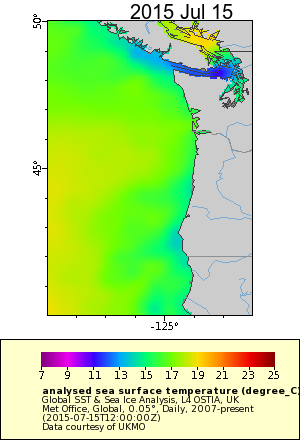 2015 Jul 15
50°
45°
-125°
7 9 11 13 15 17 19 21 23 25
analysed sea surface temperature (degree_C)
Global SST & Sea Ice Analysis, L4 OSTIA, UK
Met Office, Global, 0.05°, Daily, 2007-present
(2015-07-15T12:00:00Z)
Data courtesy of UKMO